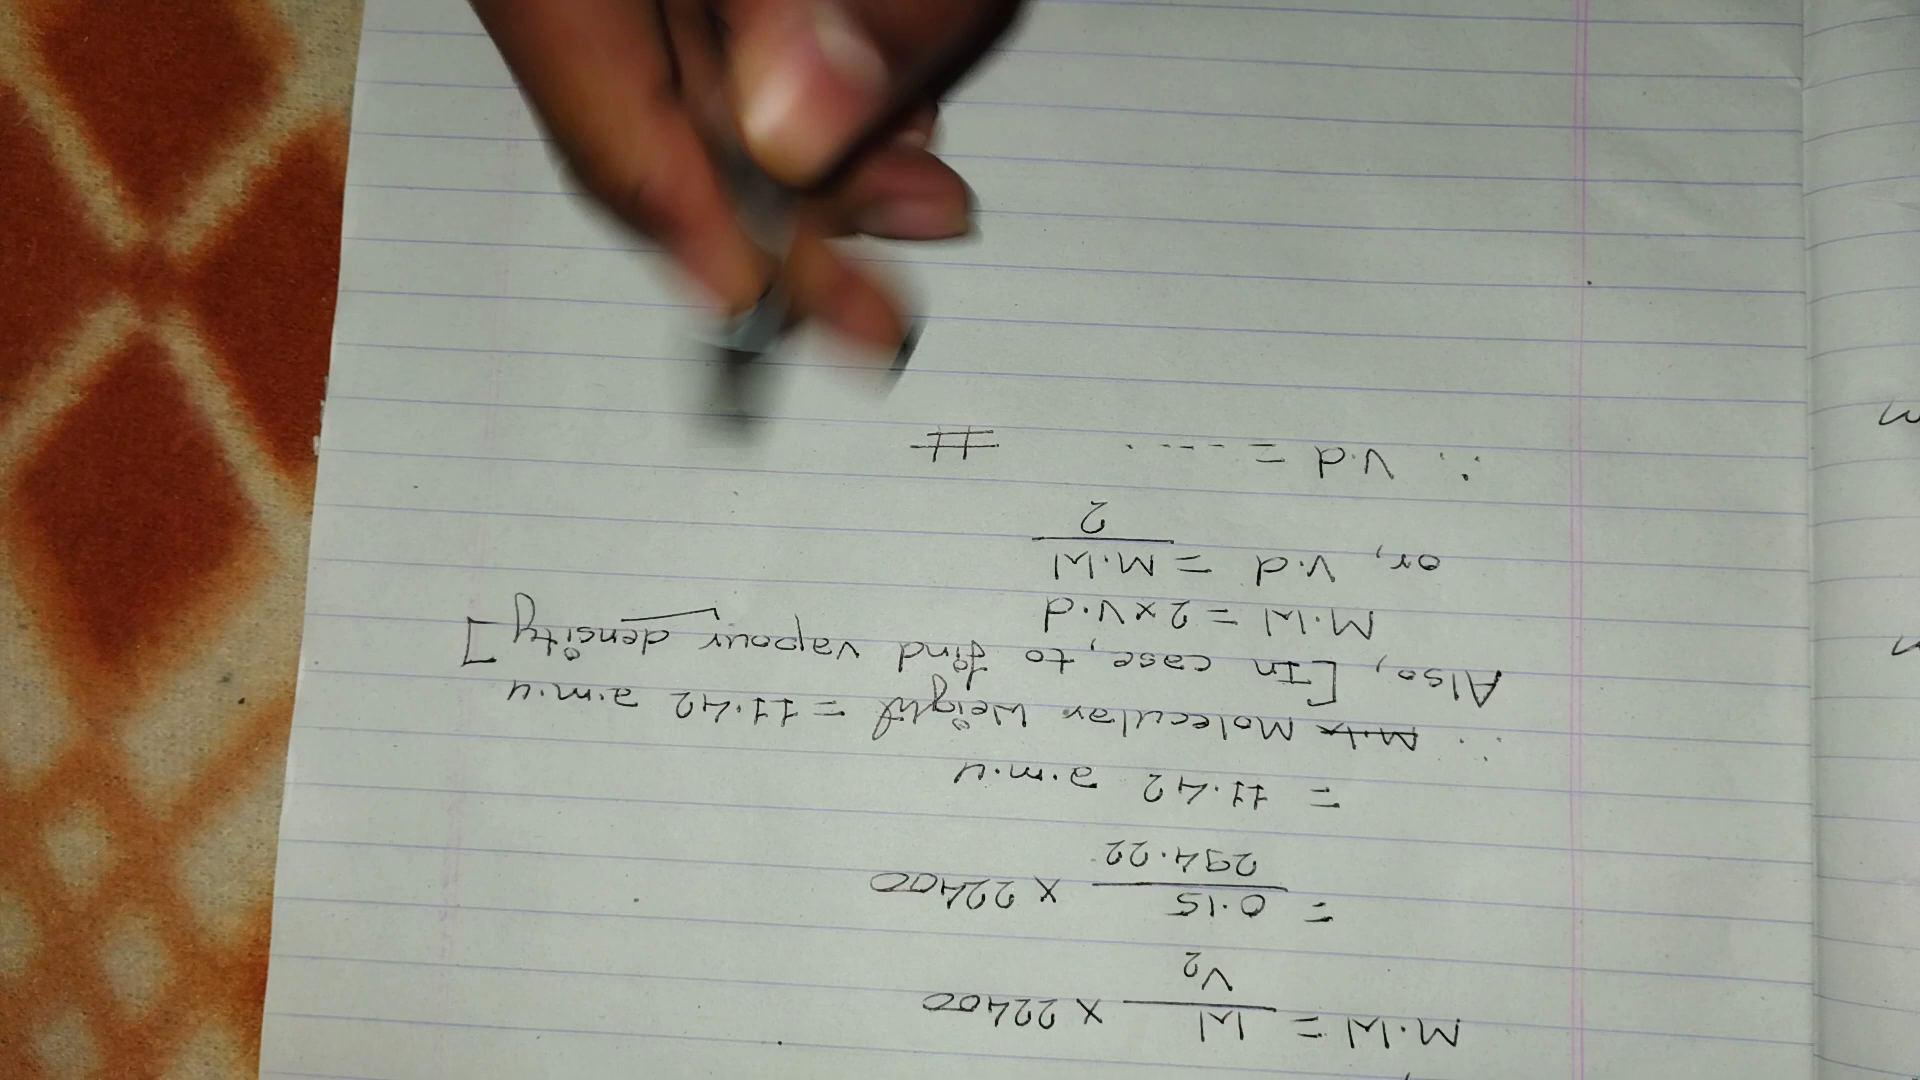 M.W = W / V2 × 22400
= 0.15 / 294.22 × 22400
= 11.42 a.m.u
∴ Molecular weight = 11.42 a.m.u
Also, [In case, to find vapour density]
M.W = 2 × V.d
or, V.d = M.W / 2
∴ V.d = ---- . #